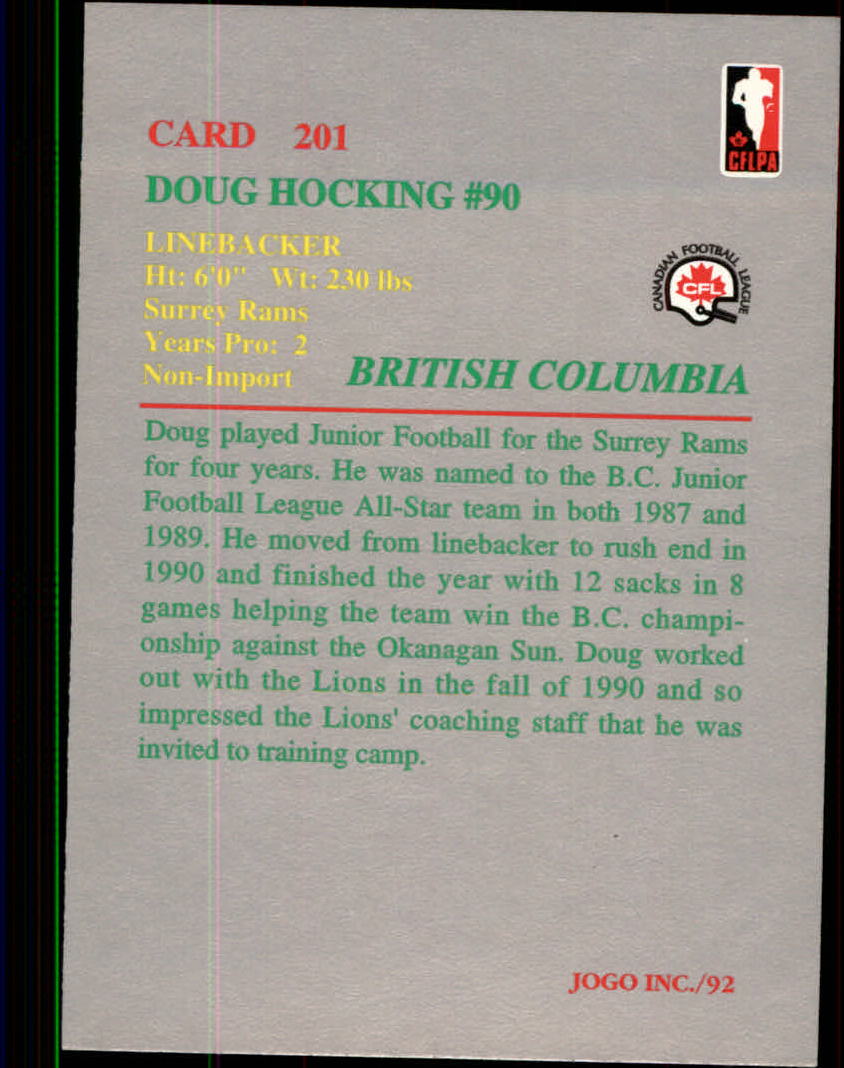 CFLPA
CARD 201
DOUG HOCKING #90
LINEBACKER
Ht: 6'0" Wt: 230 lbs
Surrey Rams
Years Pro: 2
Non-Import
CANADIAN FOOTBALL LEAGUE
CFL
BRITISH COLUMBIA
Doug played Junior Football for the Surrey Rams
for four years. He was named to the B.C. Junior
Football League All-Star team in both 1987 and
1989. He moved from linebacker to rush end in
1990 and finished the year with 12 sacks in 8
games helping the team win the B.C. champi-
onship against the Okanagan Sun. Doug worked
out with the Lions in the fall of 1990 and so
impressed the Lions' coaching staff that he was
invited to training camp.
JOGO INC./92